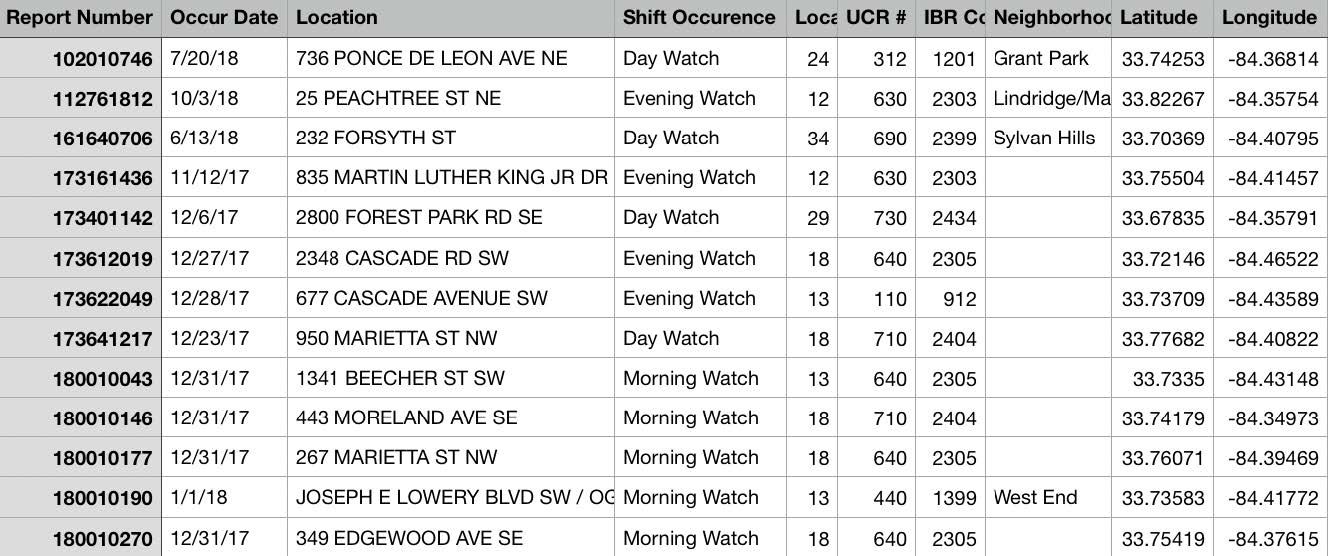 Report Number Occur Date Location Shift Occurence Loca UCR # IBR Co Neighborhoo Latitude Longitude
102010746 7/20/18 736 PONCE DE LEON AVE NE Day Watch 24 312 1201 Grant Park 33.74253 -84.36814
112761812 10/3/18 25 PEACHTREE ST NE Evening Watch 12 630 2303 Lindridge/Ma 33.82267 -84.35754
161640706 6/13/18 232 FORSYTH ST Day Watch 34 690 2399 Sylvan Hills 33.70369 -84.40795
173161436 11/12/17 835 MARTIN LUTHER KING JR DR Evening Watch 12 630 2303 33.75504 -84.41457
173401142 12/6/17 2800 FOREST PARK RD SE Day Watch 29 730 2434 33.67835 -84.35791
173612019 12/27/17 2348 CASCADE RD SW Evening Watch 18 640 2305 33.72146 -84.46522
173622049 12/28/17 677 CASCADE AVENUE SW Evening Watch 13 110 912 33.73709 -84.43589
173641217 12/23/17 950 MARIETTA ST NW Day Watch 18 710 2404 33.77682 -84.40822
180010043 12/31/17 1341 BEECHER ST SW Morning Watch 13 640 2305 33.7335 -84.43148
180010146 12/31/17 443 MORELAND AVE SE Morning Watch 18 710 2404 33.74179 -84.34973
180010177 12/31/17 267 MARIETTA ST NW Morning Watch 18 640 2305 33.76071 -84.39469
180010190 1/1/18 JOSEPH E LOWERY BLVD SW / OG Morning Watch 13 440 1399 West End 33.73583 -84.41772
180010270 12/31/17 349 EDGEWOOD AVE SE Morning Watch 18 640 2305 33.75419 -84.37615